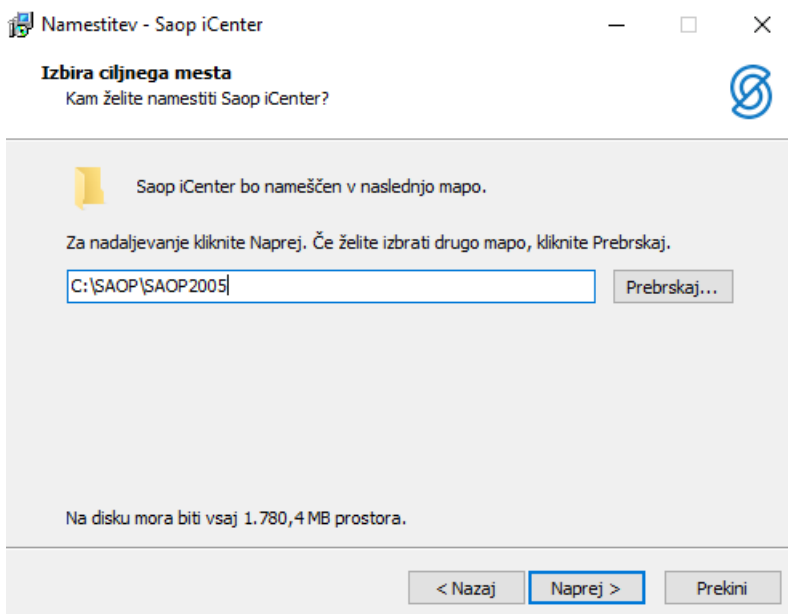 Namestitev - Saop iCenter
Izbira ciljnega mesta
Kam želite namestiti Saop iCenter?
Saop iCenter bo nameščen v naslednjo mapo.
Za nadaljevanje kliknite Naprej. Če želite izbrati drugo mapo, kliknite Prebrskaj.
C:\SAOP\SAOP2005
Prebrskaj...
Na disku mora biti vsaj 1.780,4 MB prostora.
< Nazaj
Naprej >
Prekini